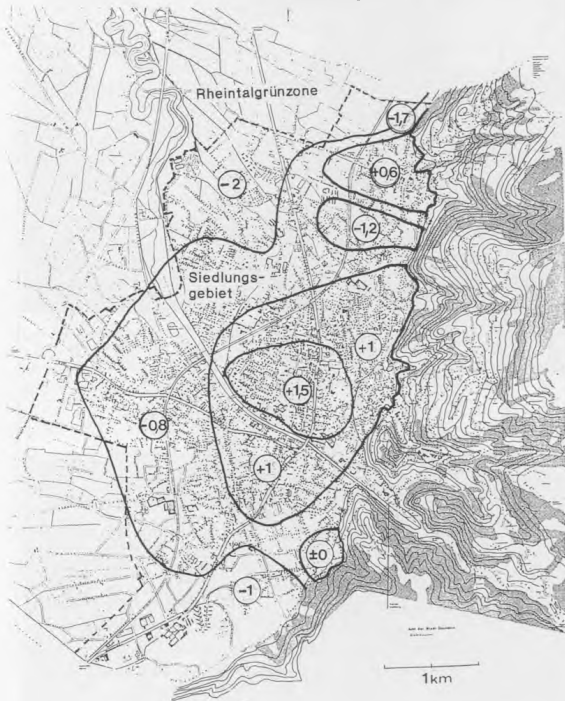 Rheintalgrünzone
-1,7
+0,6
-2
-1,2
Siedlungs-
gebiet
+1
+1,5
-0,8
+1
±0
-1
1km